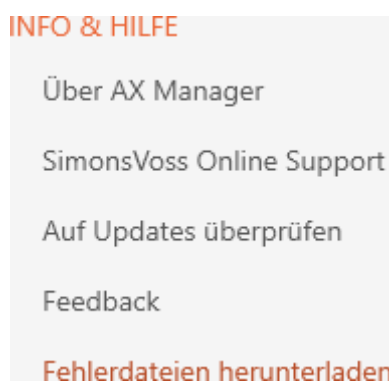 INFO & HILFE
Über AX Manager
SimonsVoss Online Support
Auf Updates überprüfen
Feedback
Fehlerdateien herunterladen